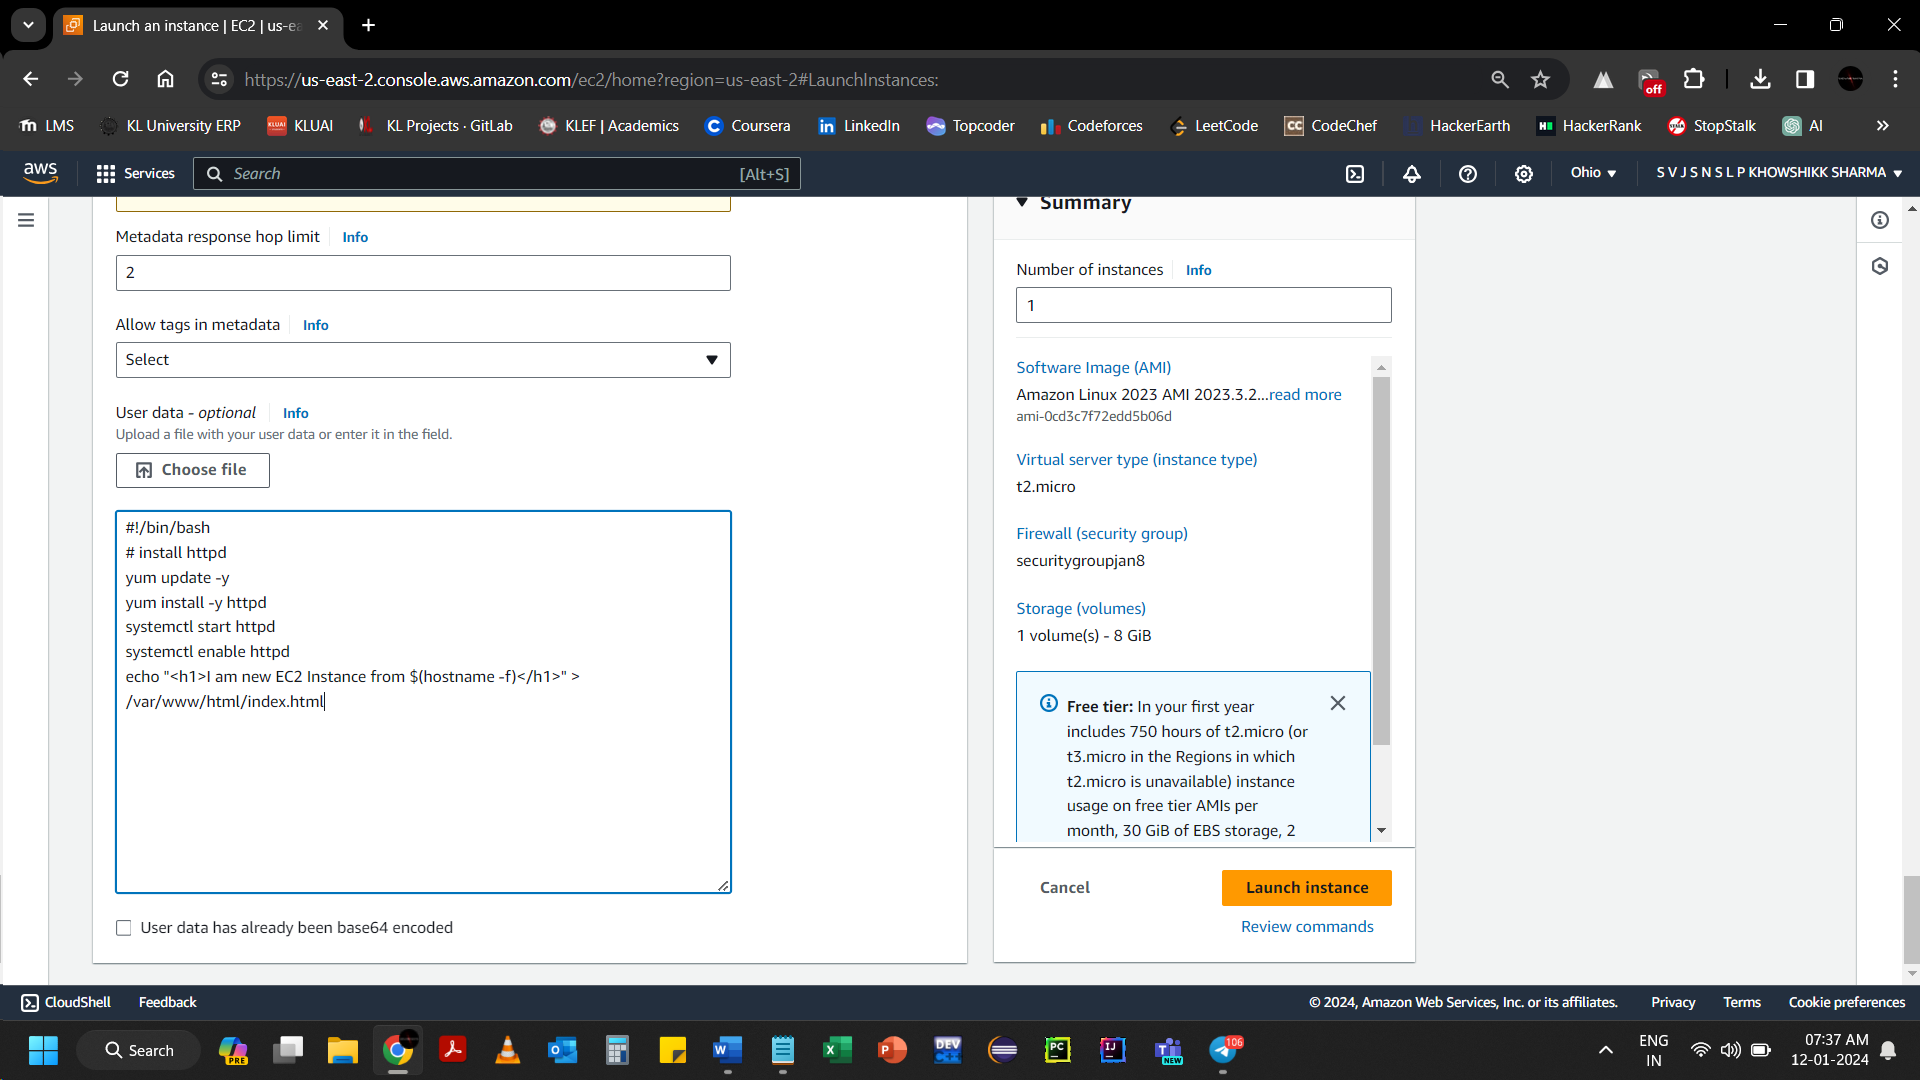 Launch an instance | EC2 | us-ea
https://us-east-2.console.aws.amazon.com/ec2/home?region=us-east-2#LaunchInstances:
off
LMS
KL University ERP
KLUAI
KL Projects · GitLab
KLEF | Academics
Coursera
LinkedIn
Topcoder
Codeforces
LeetCode
CodeChef
HackerEarth
HackerRank
StopStalk
AI
aws
Services
Search
[Alt+S]
Ohio
S V J S N S L P KHOWSHIKK SHARMA
Metadata response hop limit
Info
2
Allow tags in metadata
Info
Select
User data - optional
Info
Upload a file with your user data or enter it in the field.
Choose file
#!/bin/bash
# install httpd
yum update -y
yum install -y httpd
systemctl start httpd
systemctl enable httpd
echo "<h1>I am new EC2 Instance from $(hostname -f)</h1>" >
/var/www/html/index.html
User data has already been base64 encoded
Summary
Number of instances
Info
1
Software Image (AMI)
Amazon Linux 2023 AMI 2023.3.2...read more
ami-0cd3c7f72edd5b06d
Virtual server type (instance type)
t2.micro
Firewall (security group)
securitygroupjan8
Storage (volumes)
1 volume(s) - 8 GiB
Free tier: In your first year
includes 750 hours of t2.micro (or
t3.micro in the Regions in which
t2.micro is unavailable) instance
usage on free tier AMIs per
month, 30 GiB of EBS storage, 2
Cancel
Launch instance
Review commands
CloudShell
Feedback
© 2024, Amazon Web Services, Inc. or its affiliates.
Privacy
Terms
Cookie preferences
Search
PRE
DEV
PC
IJ
NEW
106
ENG
IN
07:37 AM
12-01-2024